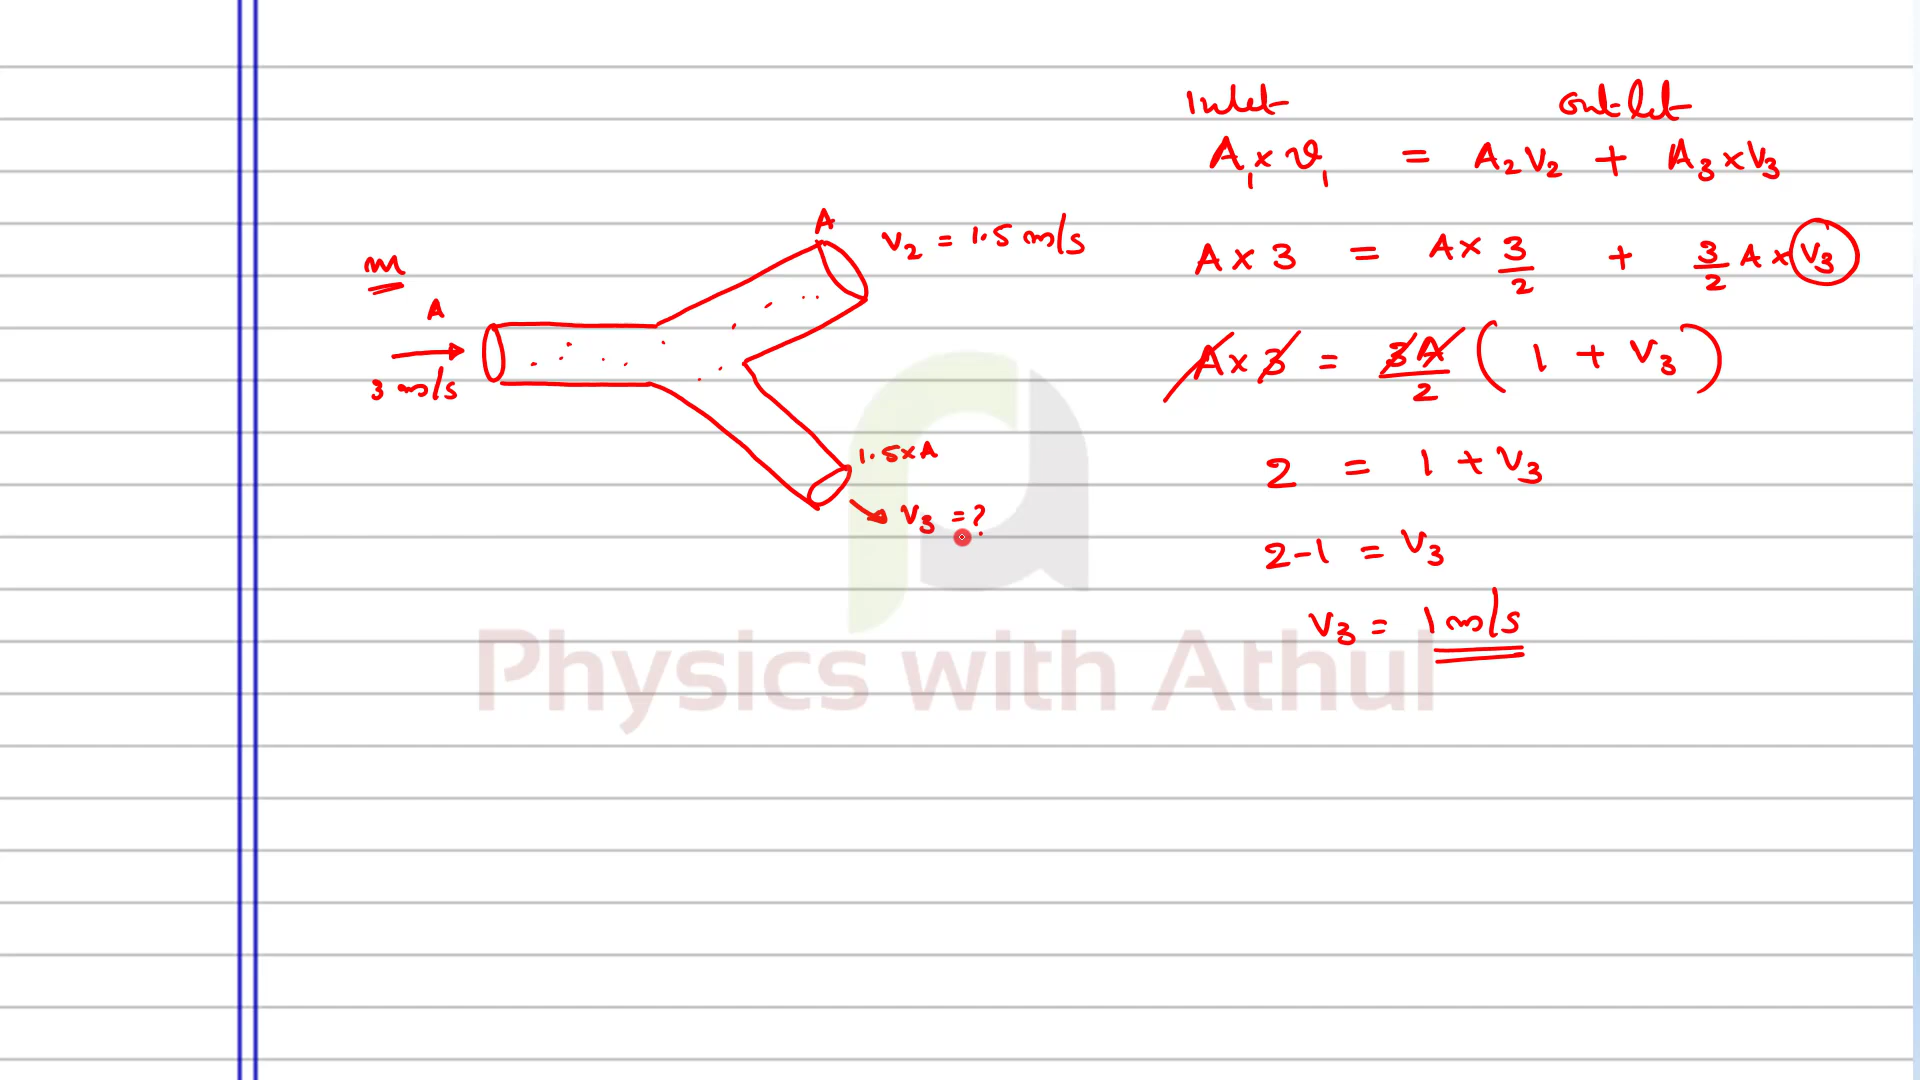 Inlet outlet
A₁ × v₁ = A₂V₂ + A₃ × V₃
A
V₂ = 1.5 m/s
m
A
3 m/s
A × 3 = A × 3/2 + 3/2 A × V₃
A × 3 = 3A/2 ( 1 + V₃ )
1.5 × A
V₃ = ?
2 = 1 + V₃
2 - 1 = V₃
V₃ = 1 m/s
Physics with Athul